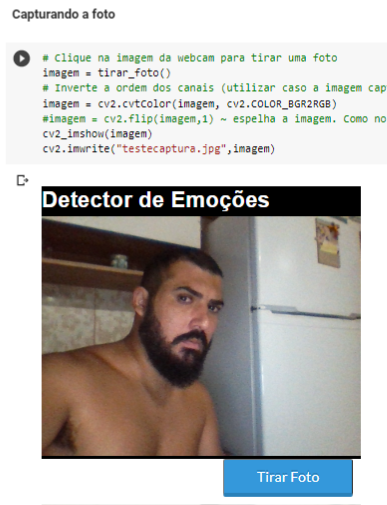 Capturando a foto
# Clique na imagem da webcam para tirar uma foto
imagem = tirar_foto()
# Inverte a ordem dos canais (utilizar caso a imagem cap
imagem = cv2.cvtColor(imagem, cv2.COLOR_BGR2RGB)
#imagem = cv2.flip(imagem,1) ~ espelha a imagem. Como no
cv2_imshow(imagem)
cv2.imwrite("testecaptura.jpg",imagem)
Detector de Emoções
Tirar Foto